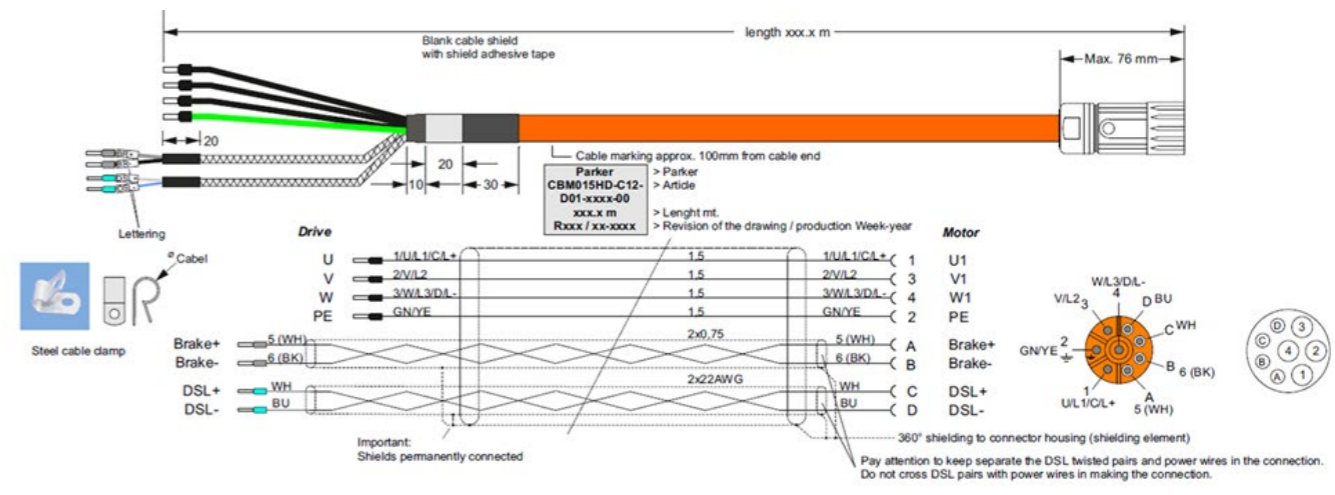 length xxx.x m
Blank cable shield
with shield adhesive tape
Max. 76 mm
20
20
10
30
Cable marking approx. 100mm from cable end
Parker
CBM015HD-C12-
D01-xxxx-00
xxx.x m
Rxxx / xx-xxxx
> Parker
> Article
> Lenght mt.
> Revision of the drawing / production Week-year
Lettering
Drive
Motor
ø Cabel
Steel cable clamp
U 1/U/L1/C/L+ 1,5 1/U/L1/C/L+ 1 U1
V 2/V/L2 1,5 2/V/L2 3 V1
W 3/W/L3/D/L- 1,5 3/W/L3/D/L- 4 W1
PE GN/YE 1,5 GN/YE 2 PE
2x0,75
Brake+ 5 (WH) 5 (WH) A Brake+
Brake- 6 (BK) 6 (BK) B Brake-
2x22AWG
DSL+ WH WH C DSL+
DSL- BU BU D DSL-
W/L3/D/L-
4
V/L2 3
D BU
C WH
GN/YE 2
B 6 (BK)
1
U/L1/C/L+
A
5 (WH)
D 3
C
4 2
B
A 1
Important:
Shields permanently connected
360° shielding to connector housing (shielding element)
Pay attention to keep separate the DSL twisted pairs and power wires in the connection.
Do not cross DSL pairs with power wires in making the connection.